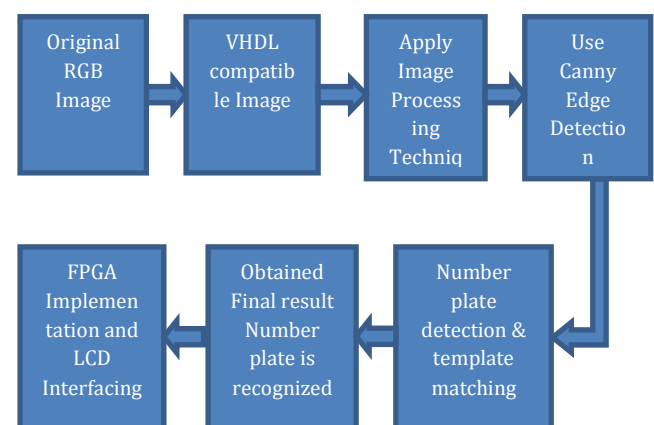 Original
RGB
Image
VHDL
compatib
le Image
Apply
Image
Process
ing
Techniq
Use
Canny
Edge
Detectio
n
Number
plate
detection &
template
matching
Obtained
Final result
Number
plate is
recognized
FPGA
Implemen
tation and
LCD
Interfacing